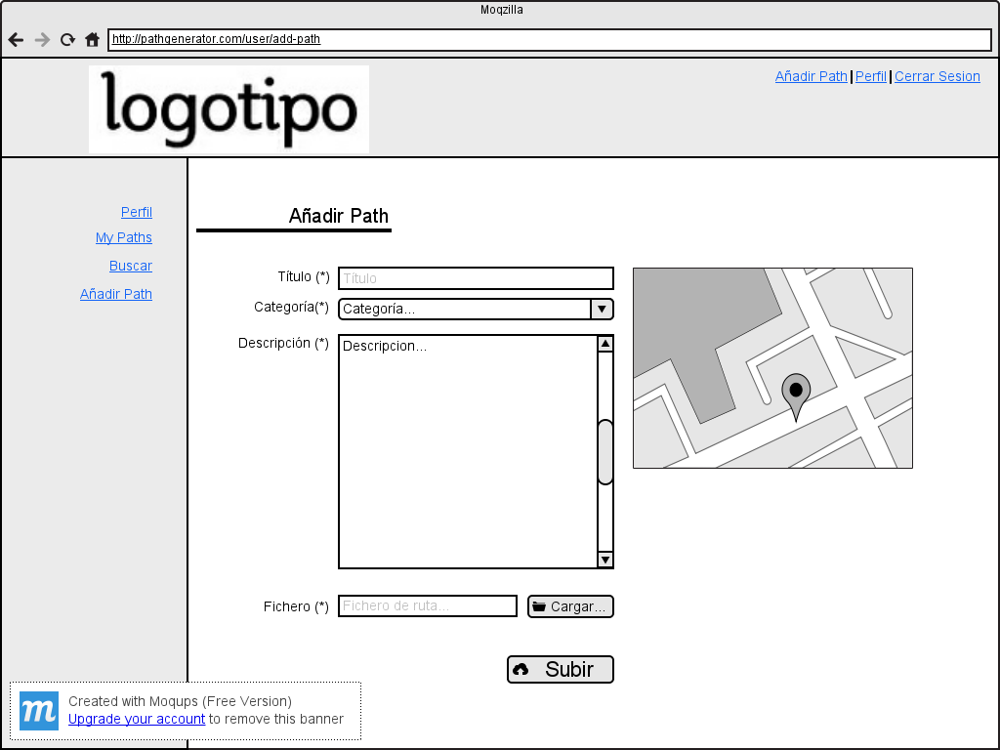 Moqzilla
http://pathgenerator.com/user/add-path
logotipo
Añadir Path | Perfil | Cerrar Sesion
Perfil
My Paths
Buscar
Añadir Path
Añadir Path
Título (*)
Título
Categoría(*)
Categoría...
Descripción (*)
Descripcion...
Fichero (*)
Fichero de ruta...
Cargar...
Subir
m
Created with Moqups (Free Version)
Upgrade your account to remove this banner